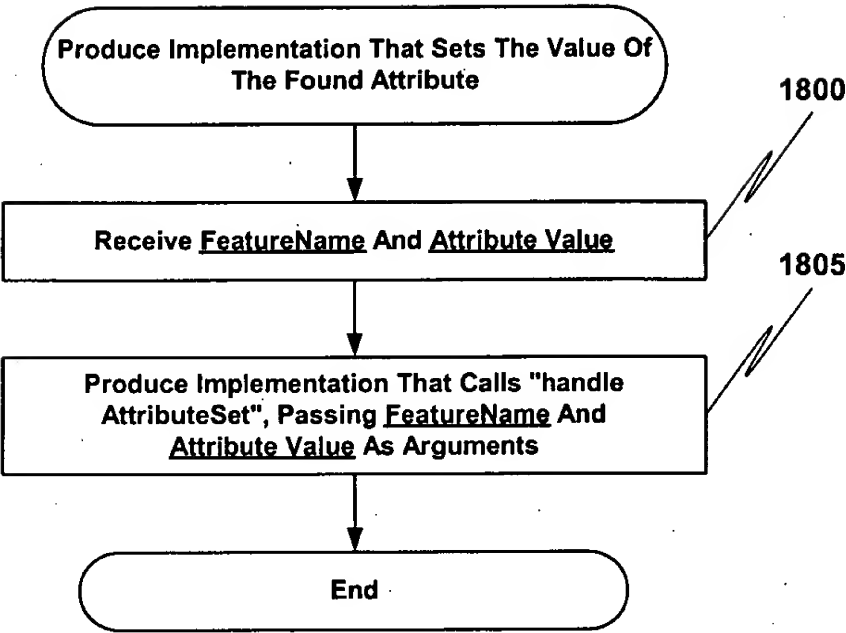 Produce Implementation That Sets The Value Of
The Found Attribute
1800
Receive FeatureName And Attribute Value
1805
Produce Implementation That Calls "handle
AttributeSet", Passing FeatureName And
Attribute Value As Arguments
End